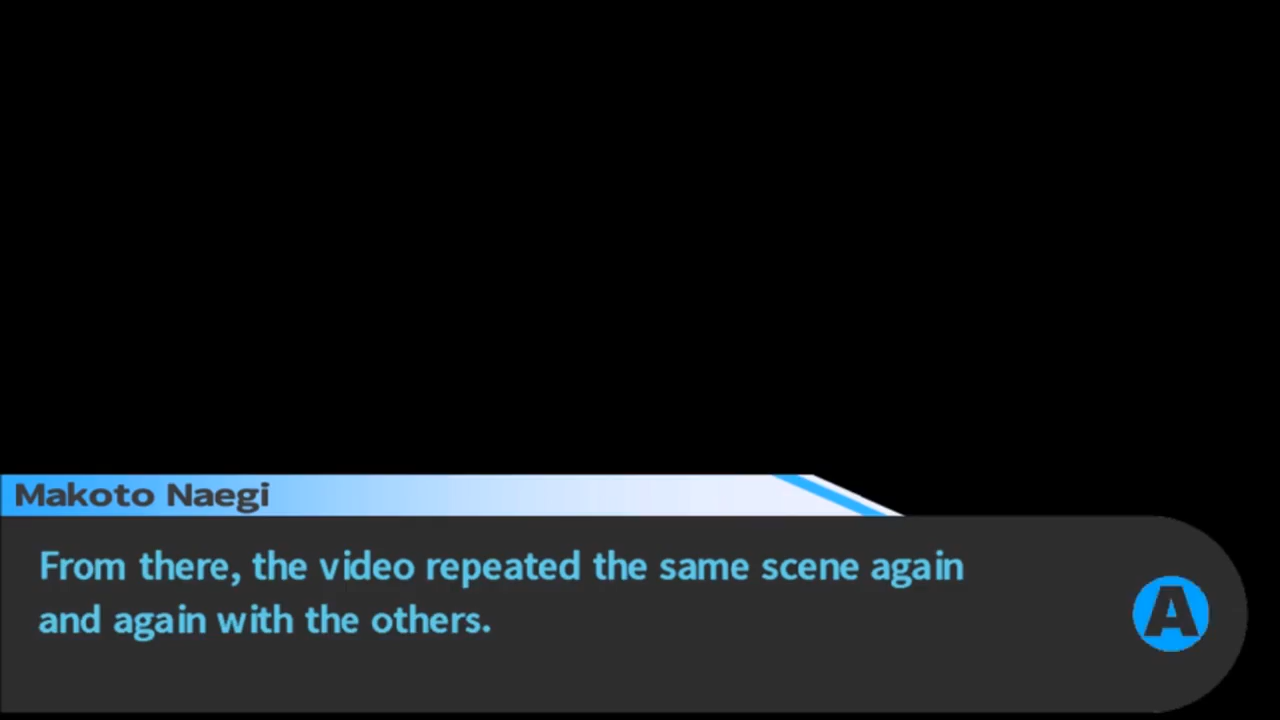 Makoto Naegi
From there, the video repeated the same scene again
and again with the others.
A